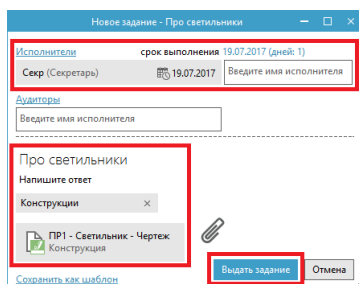 Новое задание - Про светильники
Исполнители срок выполнения 19.07.2017 (дней: 1)
Секр (Секретарь) 19.07.2017 Введите имя исполнителя
Аудиторы
Введите имя исполнителя
Про светильники
Напишите ответ
Конструкции ×
ПР1 - Светильник - Чертеж
Конструкция
Выдать задание Отмена
Сохранить как шаблон